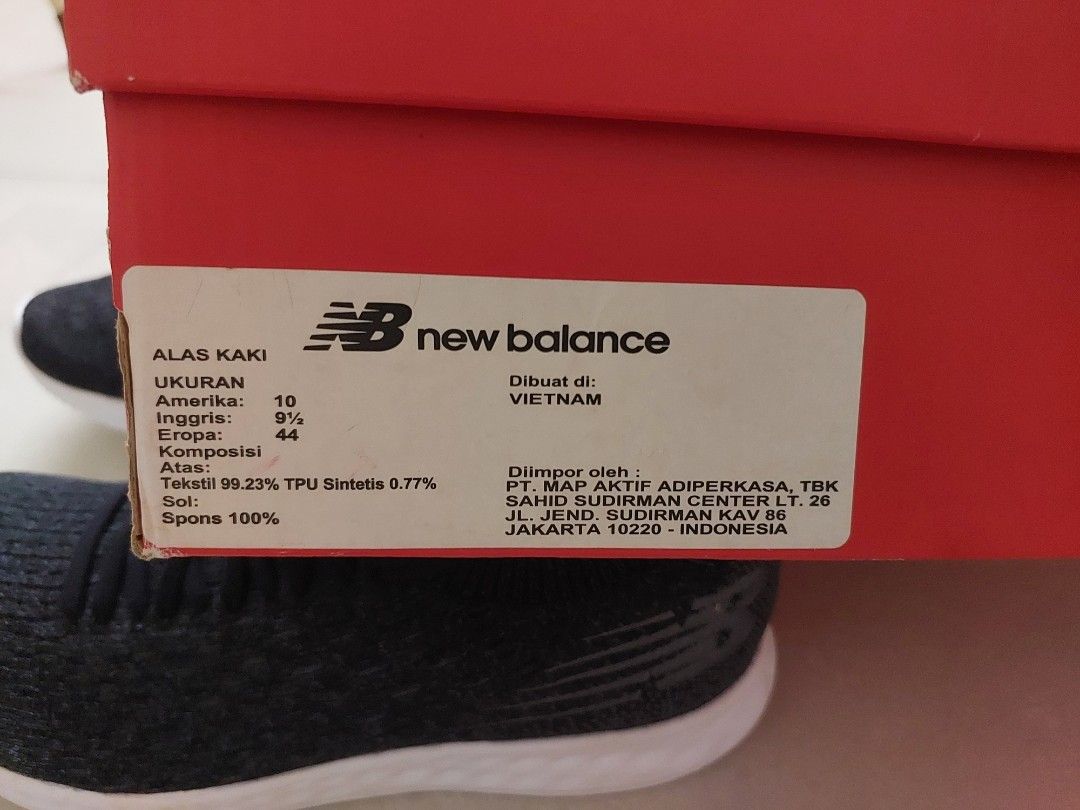 NB new balance
ALAS KAKI
UKURAN
Amerika: 10
Inggris: 9½
Eropa: 44
Komposisi
Atas:
Tekstil 99.23% TPU Sintetis 0.77%
Sol:
Spons 100%
Dibuat di:
VIETNAM
Diimpor oleh :
PT. MAP AKTIF ADIPERKASA, TBK
SAHID SUDIRMAN CENTER LT. 26
JL. JEND. SUDIRMAN KAV 86
JAKARTA 10220 - INDONESIA